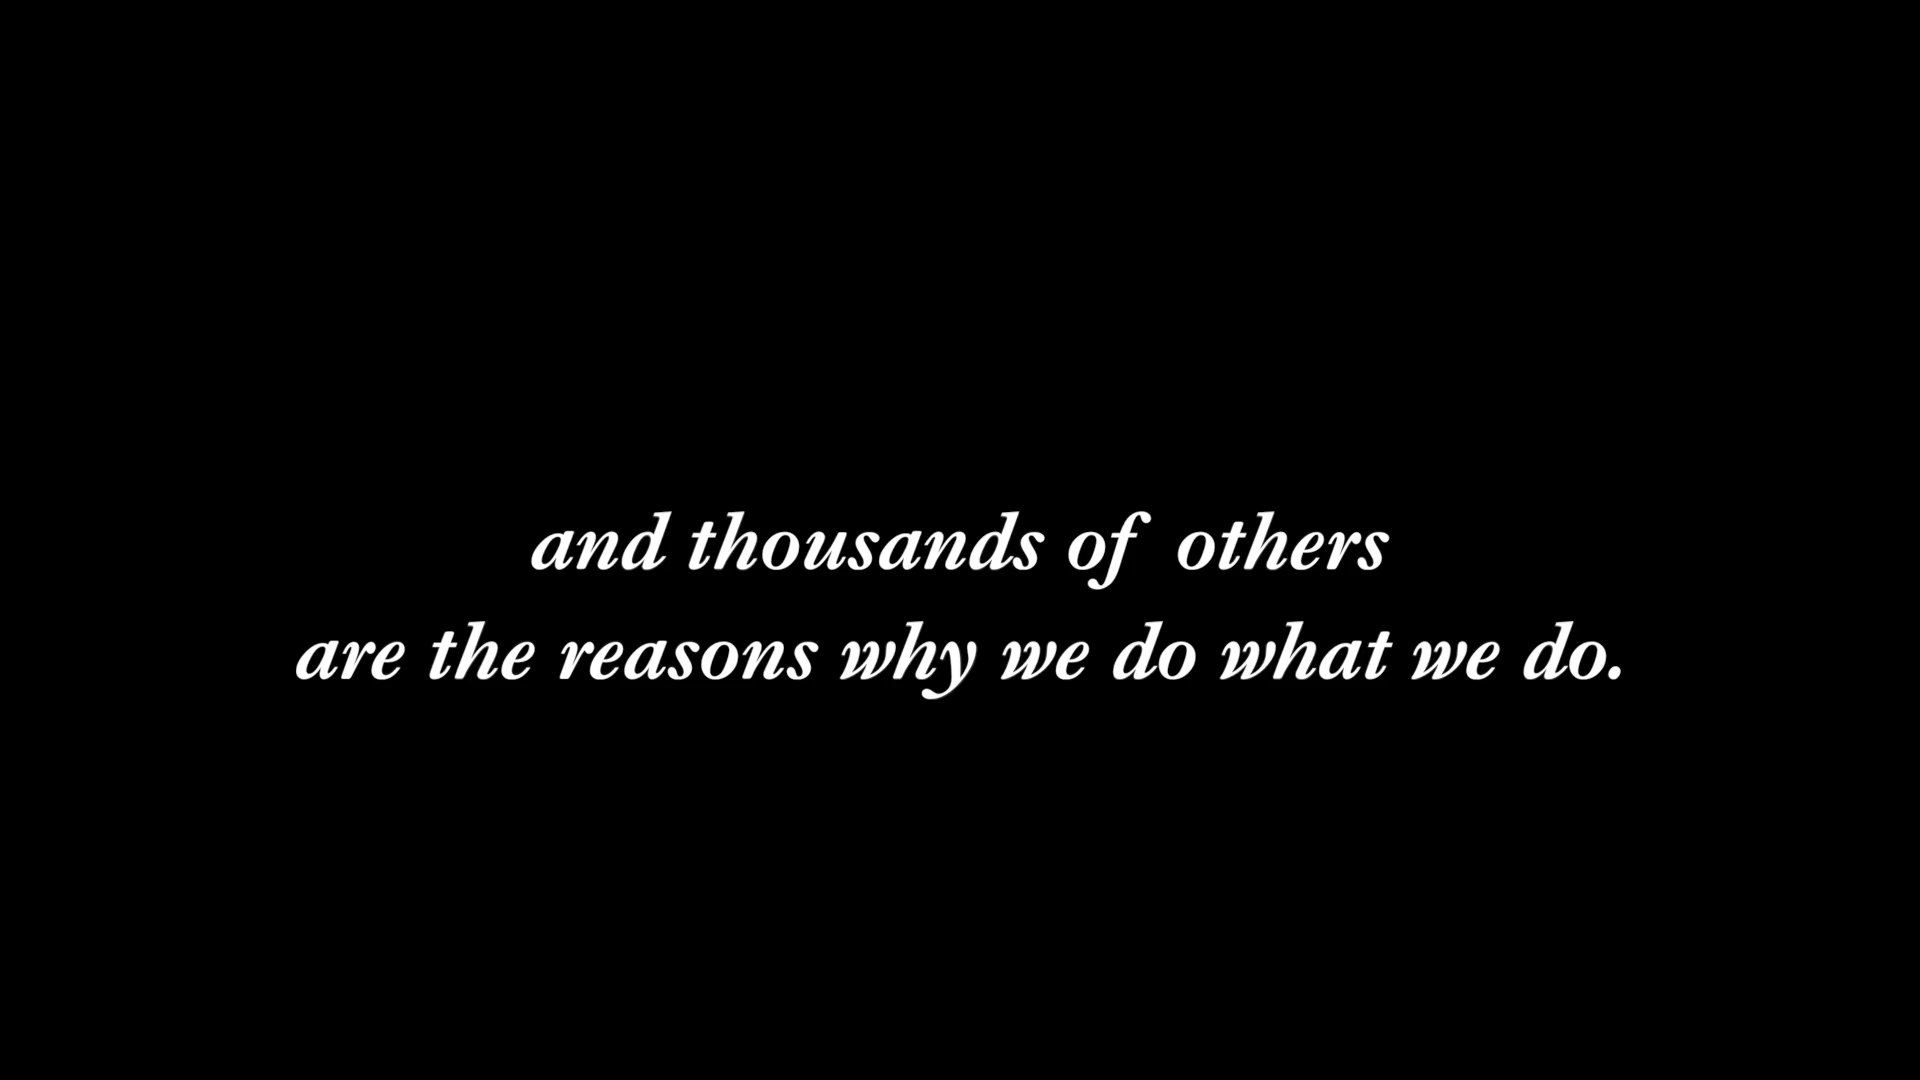 and thousands of others
are the reasons why we do what we do.